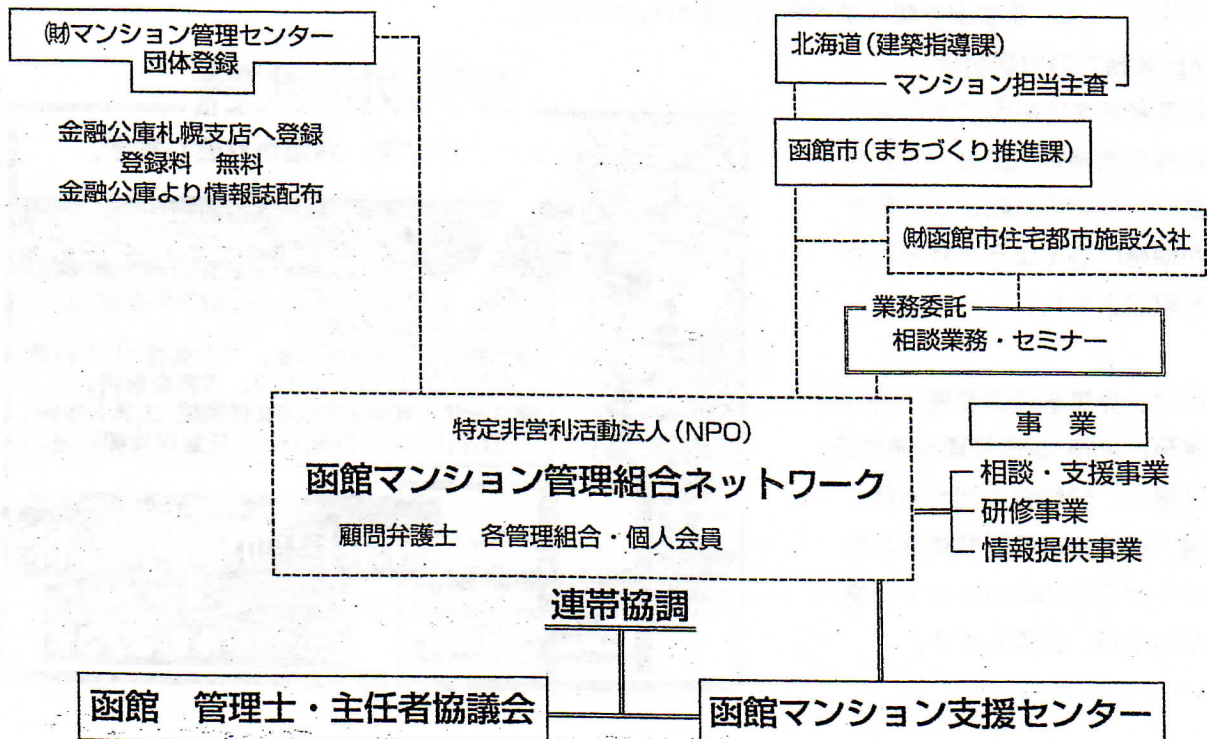 ㈶マンション管理センター
団体登録
金融公庫札幌支店へ登録
登録料　無料
金融公庫より情報誌配布
北海道(建築指導課)
マンション担当主査
函館市(まちづくり推進課)
㈶函館市住宅都市施設公社
業務委託
相談業務・セミナー
特定非営利活動法人(NPO)
函館マンション管理組合ネットワーク
顧問弁護士　各管理組合・個人会員
事　業
相談・支援事業
研修事業
情報提供事業
連帯協調
函館　管理士・主任者協議会
函館マンション支援センター